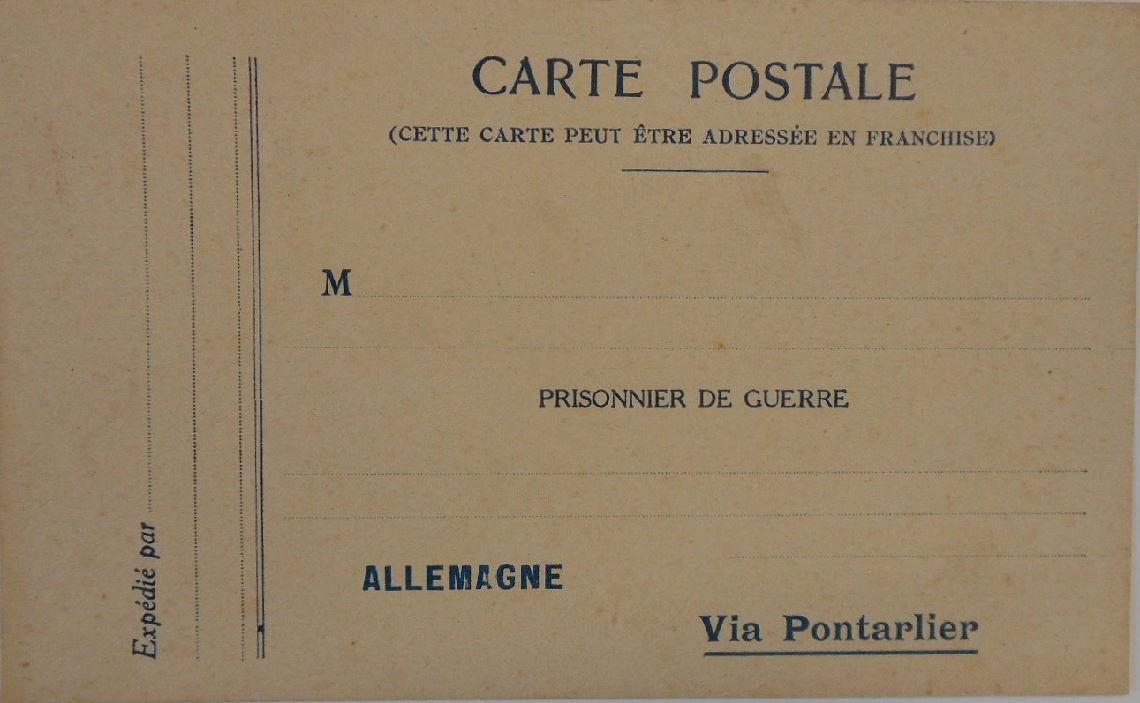 CARTE POSTALE
(CETTE CARTE PEUT ÊTRE ADRESSÉE EN FRANCHISE)
M
PRISONNIER DE GUERRE
ALLEMAGNE
Via Pontarlier
Expédié par